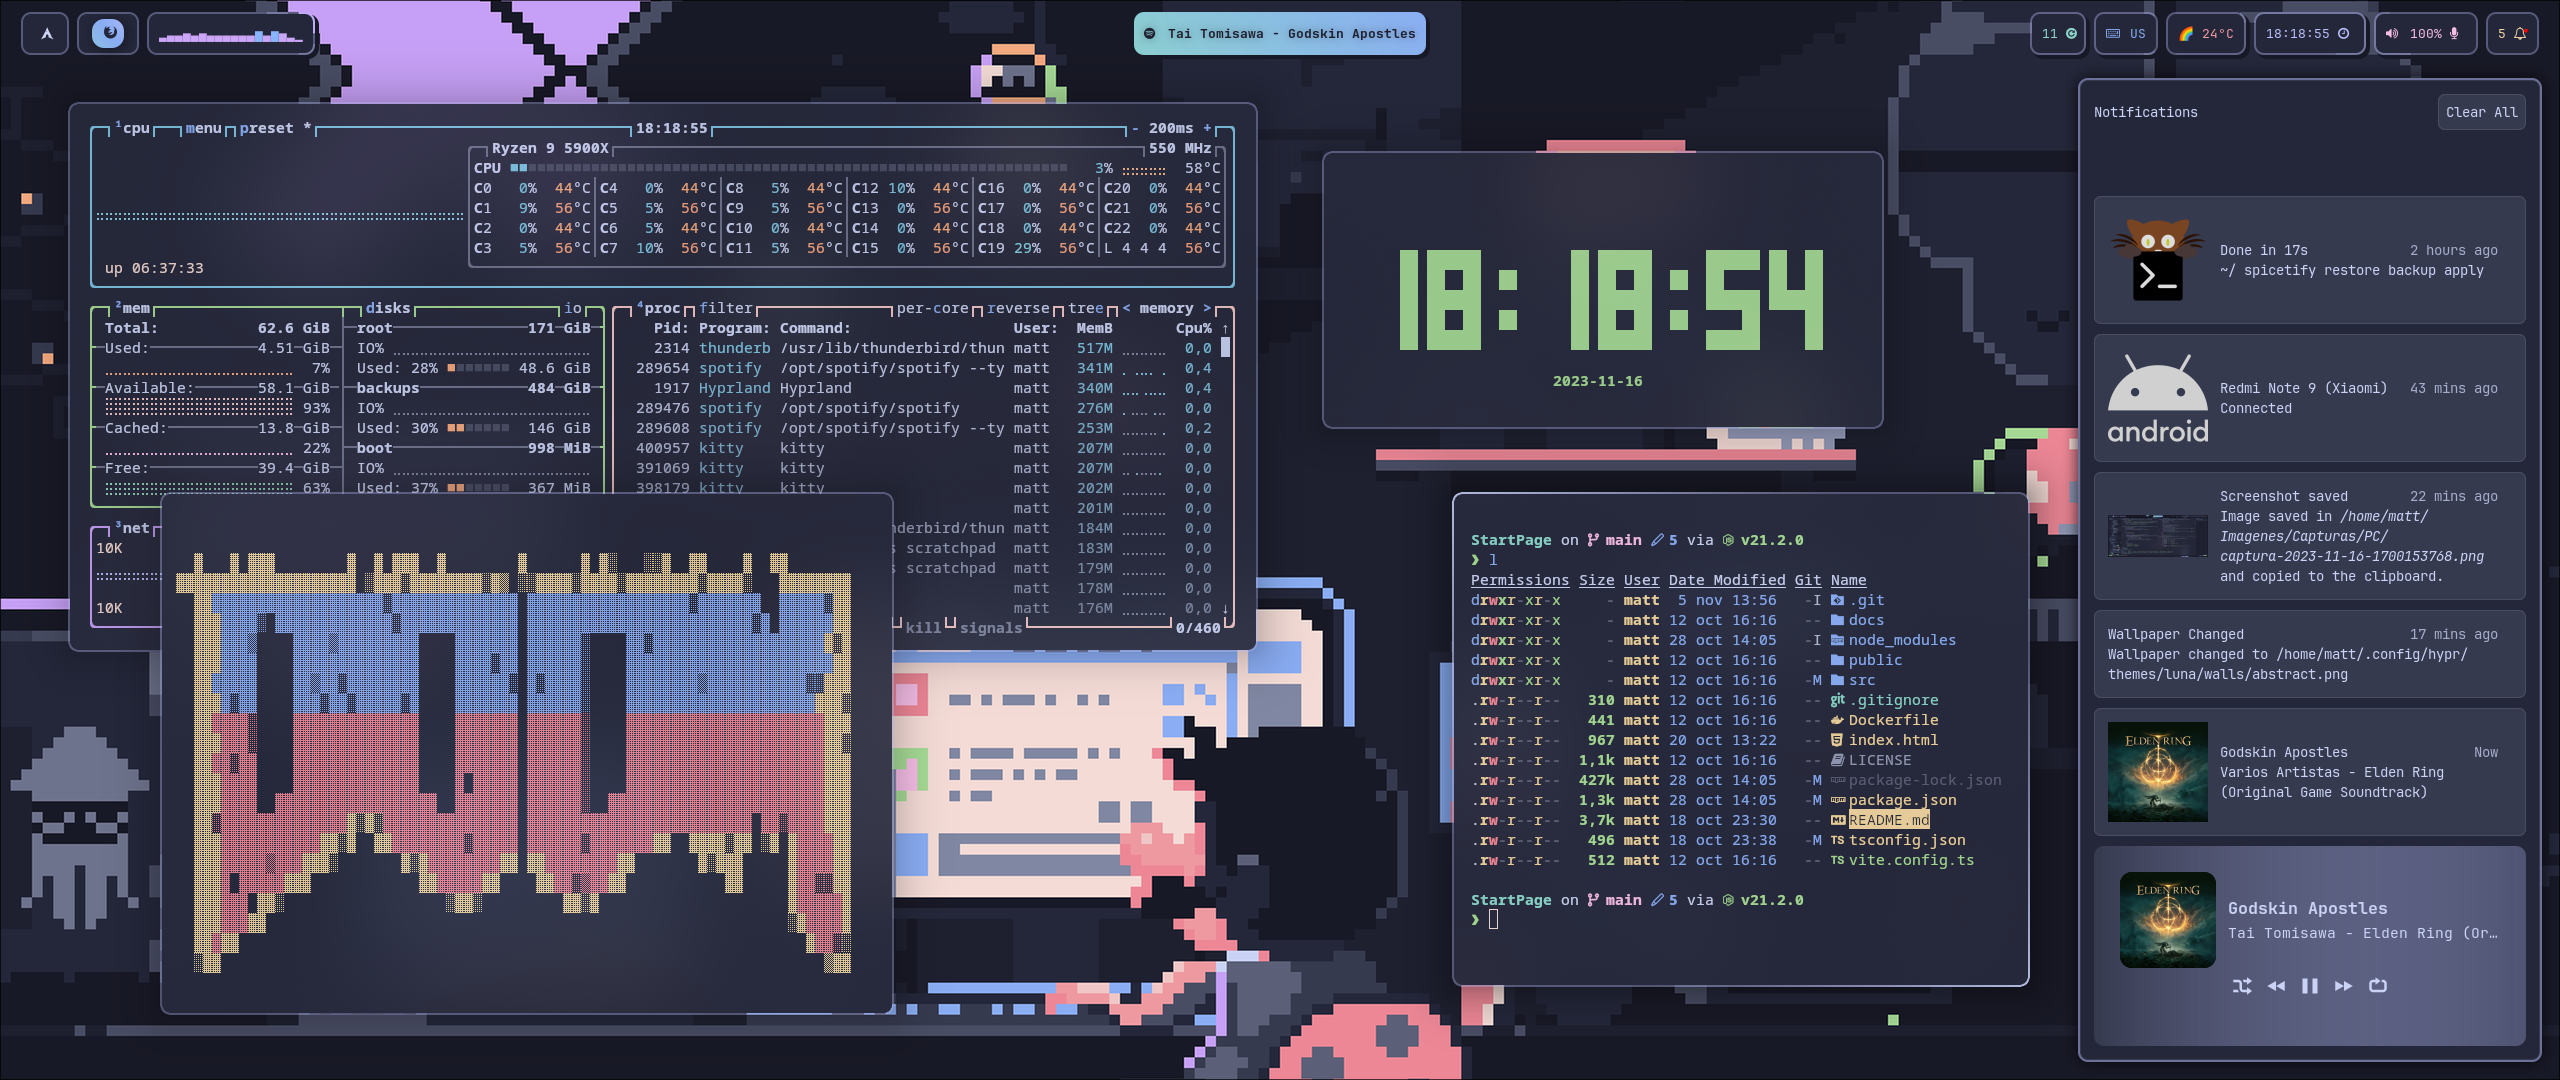 Tai Tomisawa - Godskin Apostles
11
US
24°C
18:18:55
100%
5
¹cpu menu preset * 18:18:55 - 200ms +
Ryzen 9 5900X 550 MHz
CPU 3% 58°C
C0 0% 44°C C4 0% 44°C C8 5% 44°C C12 10% 44°C C16 0% 44°C C20 0% 44°C
C1 9% 56°C C5 5% 56°C C9 5% 56°C C13 0% 56°C C17 0% 56°C C21 0% 56°C
C2 0% 44°C C6 5% 44°C C10 0% 44°C C14 0% 44°C C18 0% 44°C C22 0% 44°C
C3 5% 56°C C7 10% 56°C C11 5% 56°C C15 0% 56°C C19 29% 56°C L 4 4 4 56°C
up 06:37:33
²mem
Total: 62.6 GiB
Used: 4.51 GiB
7%
Available: 58.1 GiB
93%
Cached: 13.8 GiB
22%
Free: 39.4 GiB
63%
disks io
root 171 GiB
IO%
Used: 28% 48.6 GiB
backups 484 GiB
IO%
Used: 30% 146 GiB
boot 998 MiB
IO%
Used: 37% 367 MiB
³net
10K
10K
⁴proc filter per-core reverse tree < memory >
Pid: Program: Command: User: MemB Cpu% ↑
2314 thunderb /usr/lib/thunderbird/thun matt 517M 0,0
289654 spotify /opt/spotify/spotify --ty matt 341M 0,4
1917 Hyprland Hyprland matt 340M 0,4
289476 spotify /opt/spotify/spotify matt 276M 0,0
289608 spotify /opt/spotify/spotify --ty matt 253M 0,2
400957 kitty kitty matt 207M 0,0
391069 kitty kitty matt 207M 0,0
398179 kitty kitty matt 202M 0,0
matt 201M 0,0
nderbird/thun matt 184M 0,0
s scratchpad matt 183M 0,0
s scratchpad matt 179M 0,0
matt 178M 0,0
matt 176M 0,0 ↓
kill signals 0/460
18:18:54
2023-11-16
StartPage on main 5 via v21.2.0
❯ l
Permissions Size User Date Modified Git Name
drwxr-xr-x - matt 5 nov 13:56 -I .git
drwxr-xr-x - matt 12 oct 16:16 -- docs
drwxr-xr-x - matt 28 oct 14:05 -I node_modules
drwxr-xr-x - matt 12 oct 16:16 -- public
drwxr-xr-x - matt 12 oct 16:16 -M src
.rw-r--r-- 310 matt 12 oct 16:16 -- .gitignore
.rw-r--r-- 441 matt 12 oct 16:16 -- Dockerfile
.rw-r--r-- 967 matt 20 oct 13:22 -- index.html
.rw-r--r-- 1,1k matt 12 oct 16:16 -- LICENSE
.rw-r--r-- 427k matt 28 oct 14:05 -M package-lock.json
.rw-r--r-- 1,3k matt 28 oct 14:05 -M package.json
.rw-r--r-- 3,7k matt 18 oct 23:30 -- README.md
.rw-r--r-- 496 matt 18 oct 23:38 -M tsconfig.json
.rw-r--r-- 512 matt 12 oct 16:16 -- vite.config.ts
StartPage on main 5 via v21.2.0
❯
Notifications Clear All
Done in 17s 2 hours ago
~/ spicetify restore backup apply
android
Redmi Note 9 (Xiaomi) 43 mins ago
Connected
Screenshot saved 22 mins ago
Image saved in /home/matt/
Imagenes/Capturas/PC/
captura-2023-11-16-1700153768.png
and copied to the clipboard.
Wallpaper Changed 17 mins ago
Wallpaper changed to /home/matt/.config/hypr/
themes/luna/walls/abstract.png
ELDEN RING
Godskin Apostles Now
Varios Artistas - Elden Ring
(Original Game Soundtrack)
ELDEN RING
Godskin Apostles
Tai Tomisawa - Elden Ring (Or…